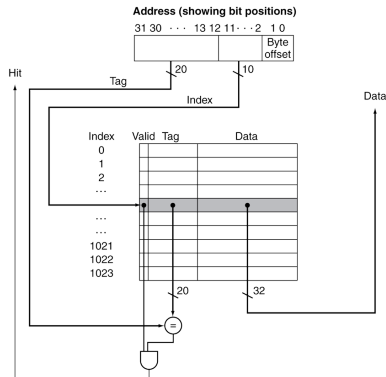 Address (showing bit positions)
31 30 · · · 13 12 11 · · · 2 1 0
Byte
offset
20
10
Hit
Tag
Index
Data
Index Valid Tag Data
0
1
2
...
...
...
1021
1022
1023
20
32
=